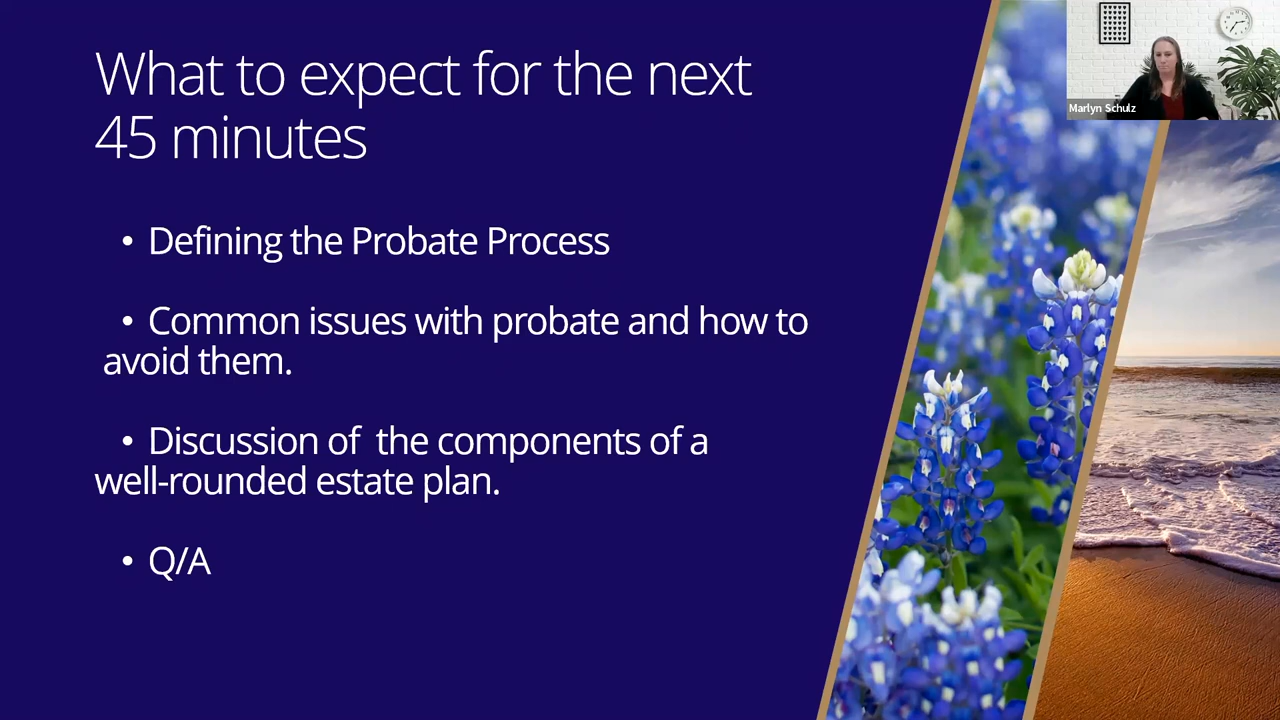 What to expect for the next
45 minutes
• Defining the Probate Process
• Common issues with probate and how to
avoid them.
• Discussion of  the components of a
well-rounded estate plan.
• Q/A
Marlyn Schulz